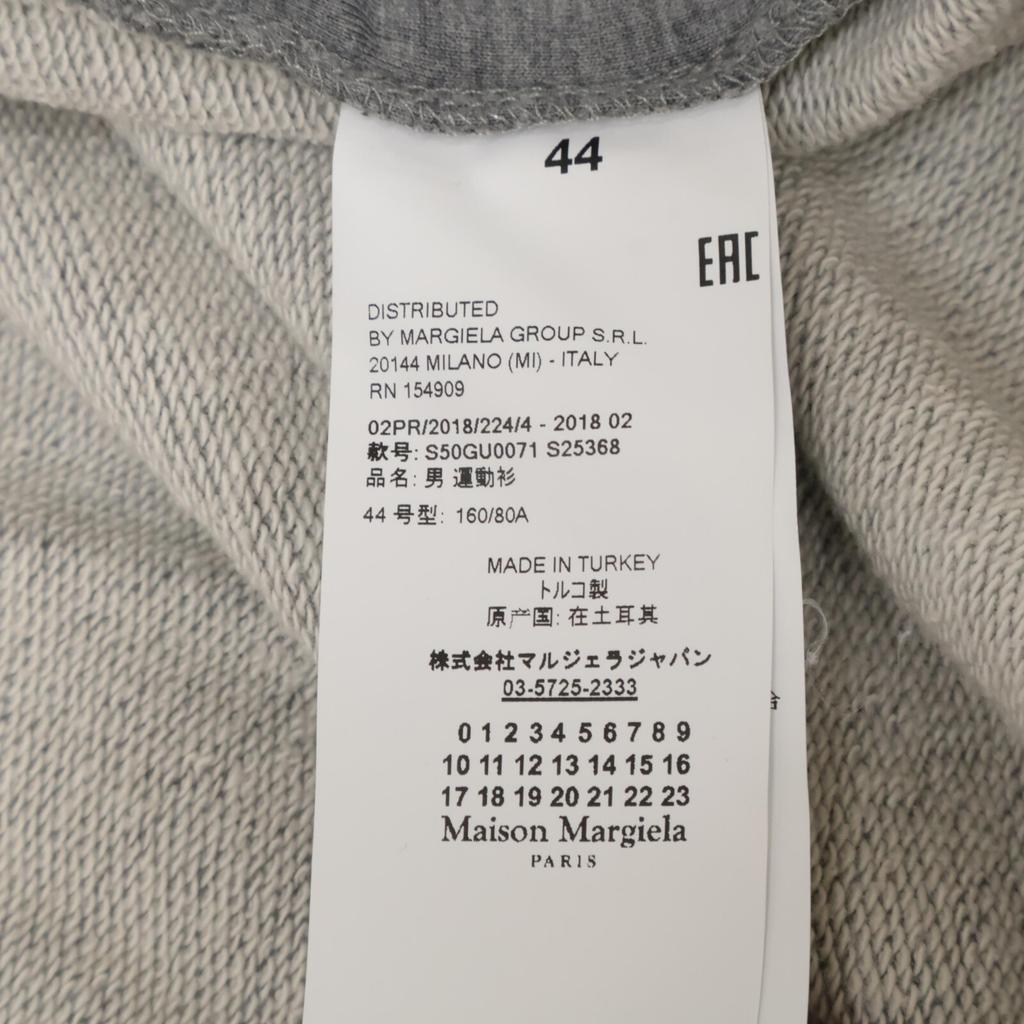 44
EAC
DISTRIBUTED
BY MARGIELA GROUP S.R.L.
20144 MILANO (MI) - ITALY
RN 154909
02PR/2018/224/4 - 2018 02
款号: S50GU0071 S25368
品名: 男 運動衫
44 号型: 160/80A
MADE IN TURKEY
トルコ製
原产国: 在土耳其
株式会社マルジェラジャパン
03-5725-2333
0 1 2 3 4 5 6 7 8 9
10 11 12 13 14 15 16
17 18 19 20 21 22 23
Maison Margiela
PARIS